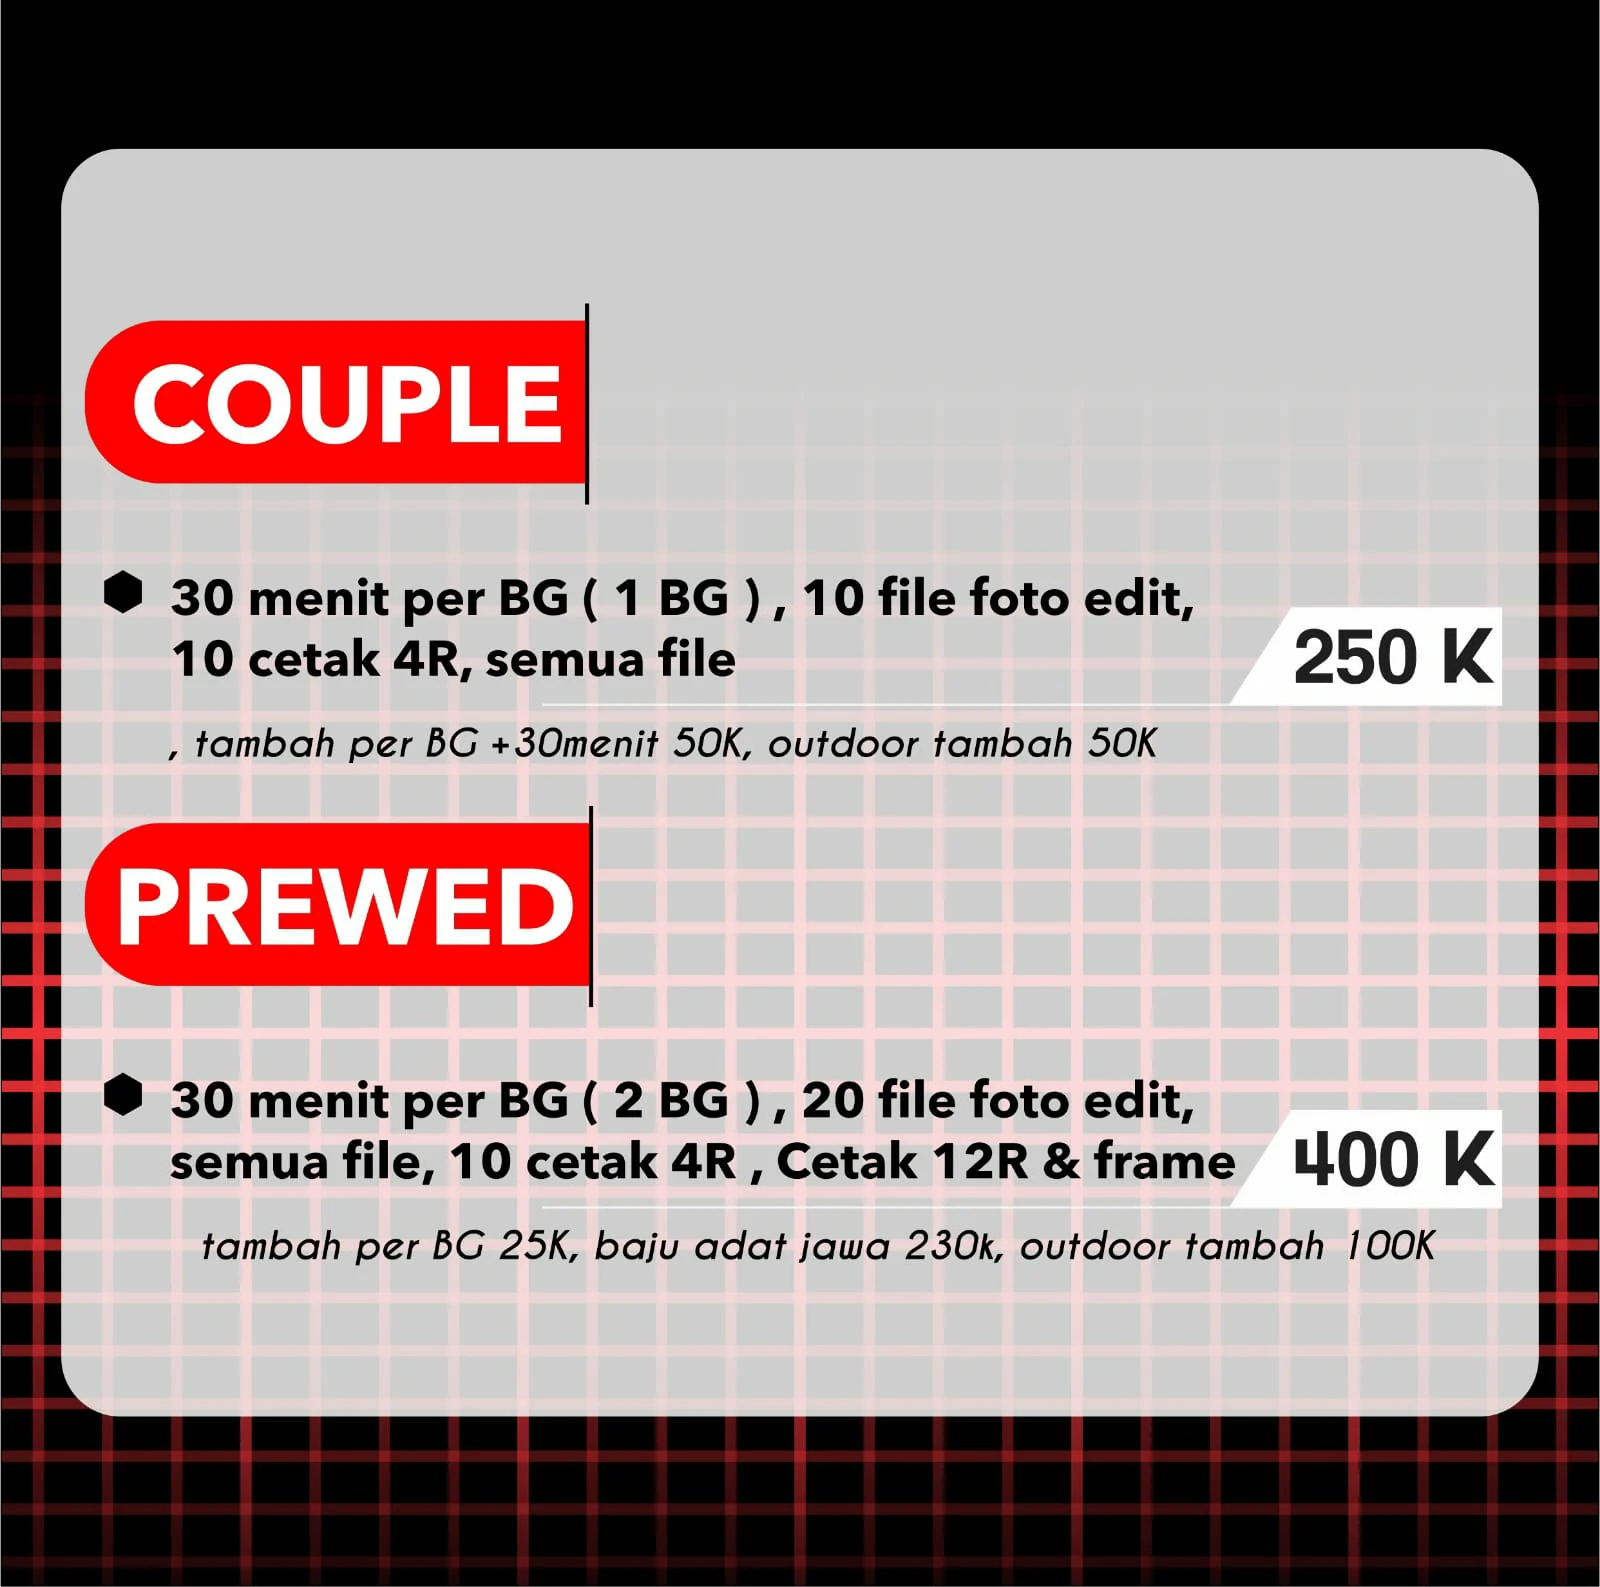 COUPLE
30 menit per BG ( 1 BG ) , 10 file foto edit,
10 cetak 4R, semua file
250 K
, tambah per BG +30menit 50K, outdoor tambah 50K
PREWED
30 menit per BG ( 2 BG ) , 20 file foto edit,
semua file, 10 cetak 4R , Cetak 12R & frame
400 K
tambah per BG 25K, baju adat jawa 230k, outdoor tambah 100K